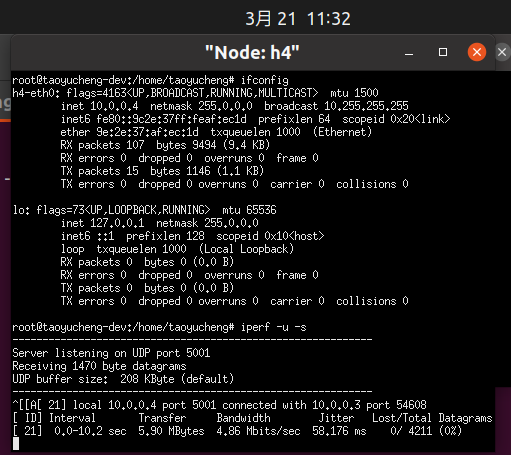 3月 21 11:32
"Node: h4"
root@taoyucheng-dev:/home/taoyucheng# ifconfig
h4-eth0: flags=4163<UP,BROADCAST,RUNNING,MULTICAST>  mtu 1500
        inet 10.0.0.4  netmask 255.0.0.0  broadcast 10.255.255.255
        inet6 fe80::9c2e:37ff:feaf:ec1d  prefixlen 64  scopeid 0x20<link>
        ether 9e:2e:37:af:ec:1d  txqueuelen 1000  (Ethernet)
        RX packets 107  bytes 9494 (9.4 KB)
        RX errors 0  dropped 0  overruns 0  frame 0
        TX packets 15  bytes 1146 (1.1 KB)
        TX errors 0  dropped 0 overruns 0  carrier 0  collisions 0
lo: flags=73<UP,LOOPBACK,RUNNING>  mtu 65536
        inet 127.0.0.1  netmask 255.0.0.0
        inet6 ::1  prefixlen 128  scopeid 0x10<host>
        loop  txqueuelen 1000  (Local Loopback)
        RX packets 0  bytes 0 (0.0 B)
        RX errors 0  dropped 0  overruns 0  frame 0
        TX packets 0  bytes 0 (0.0 B)
        TX errors 0  dropped 0 overruns 0  carrier 0  collisions 0
root@taoyucheng-dev:/home/taoyucheng# iperf -u -s
------------------------------------------------------------
Server listening on UDP port 5001
Receiving 1470 byte datagrams
UDP buffer size:  208 KByte (default)
------------------------------------------------------------
^[[A[ 21] local 10.0.0.4 port 5001 connected with 10.0.0.3 port 54608
[ ID] Interval       Transfer     Bandwidth        Jitter   Lost/Total Datagrams
[ 21]  0.0-10.2 sec  5.90 MBytes  4.86 Mbits/sec  58.176 ms    0/ 4211 (0%)